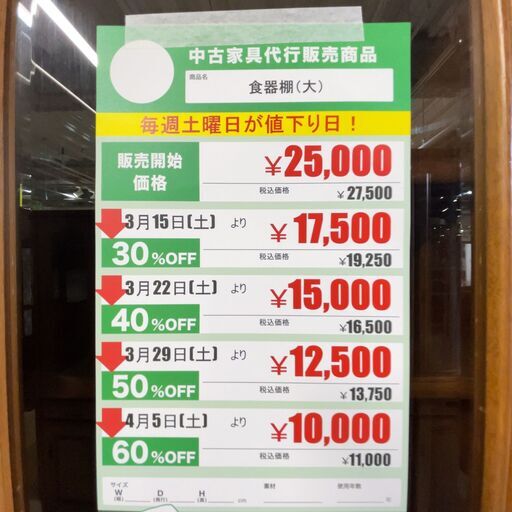 中古家具代行販売商品
商品名
食器棚(大)
毎週土曜日が値下り日!
販売開始
価格
¥25,000
税込価格 ¥27,500
3月15日(土) より ¥17,500
30%OFF 税込価格 ¥19,250
3月22日(土) より ¥15,000
40%OFF 税込価格 ¥16,500
3月29日(土) より ¥12,500
50%OFF 税込価格 ¥13,750
4月5日(土) より ¥10,000
60%OFF 税込価格 ¥11,000
サイズ 素材 使用年数
W D H
(幅) (奥行) (高) cm 年